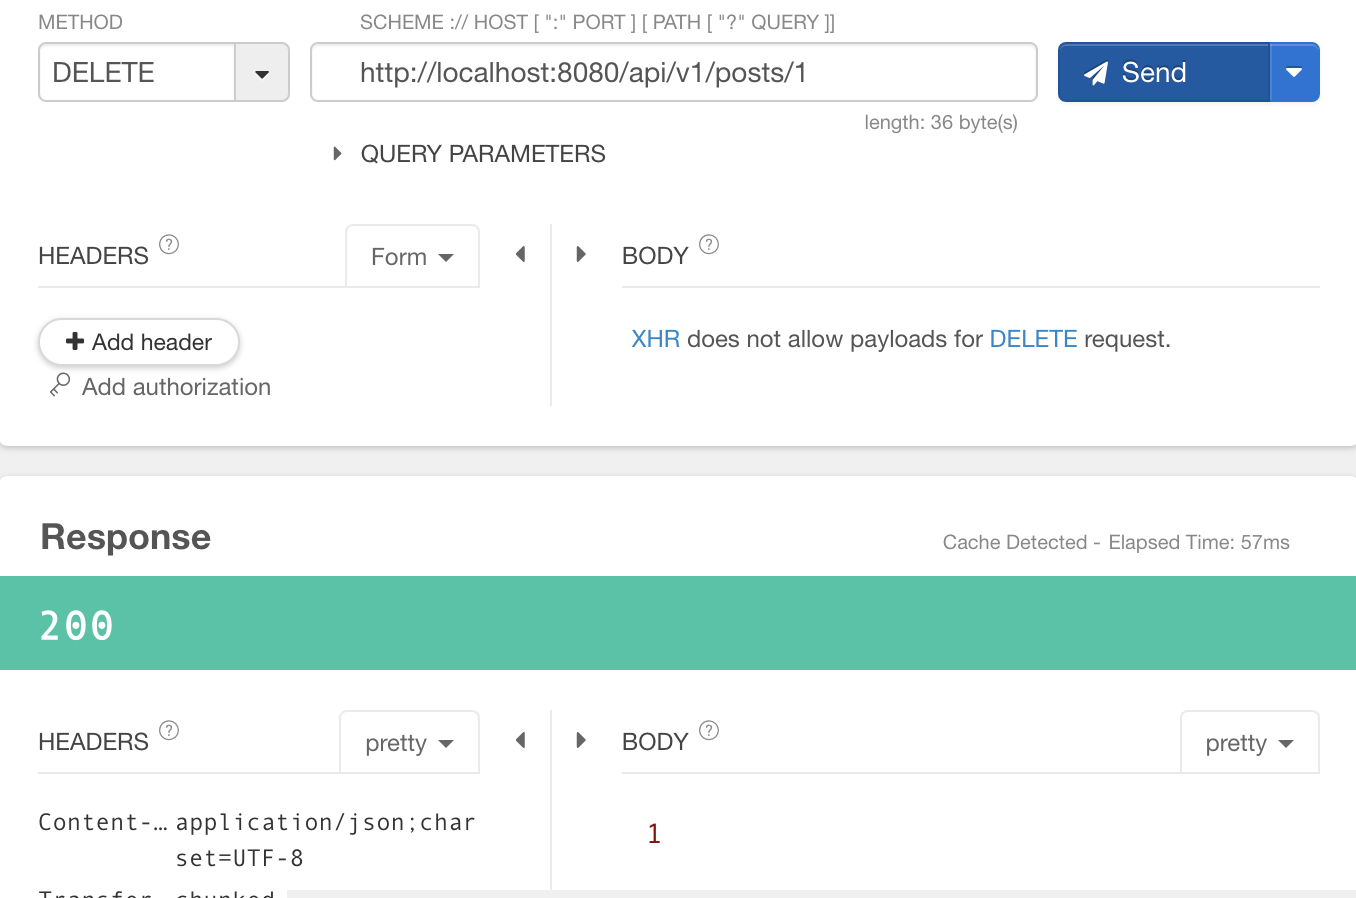 METHOD
SCHEME :// HOST [ ":" PORT ] [ PATH [ "?" QUERY ]]
DELETE
http://localhost:8080/api/v1/posts/1
Send
length: 36 byte(s)
QUERY PARAMETERS
HEADERS ?
Form
BODY ?
Add header
Add authorization
XHR does not allow payloads for DELETE request.
Response
Cache Detected - Elapsed Time: 57ms
200
HEADERS ?
pretty
BODY ?
pretty
Content-… application/json;char
set=UTF-8
1
Transfer… chunked